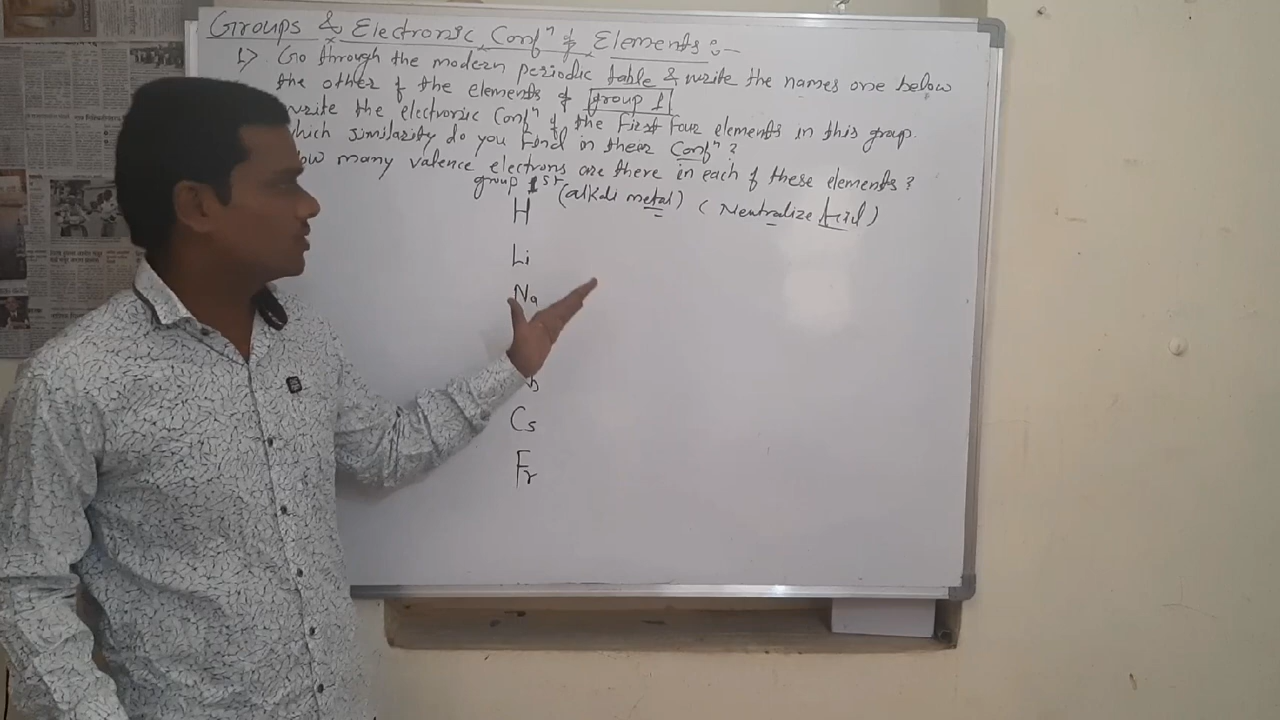 Groups & Electronic Confⁿ of Elements :-
1) Go through the modern periodic table & write the names one below
the other of the elements of group 1
write the electronic Confⁿ of the first four elements in this group.
which similarity do you find in their Confⁿ ?
how many valence electrons are there in each of these elements ?
group 1st (alkali metal) ( Neutralize Acid )
H
Li
Na
Cs
Fr